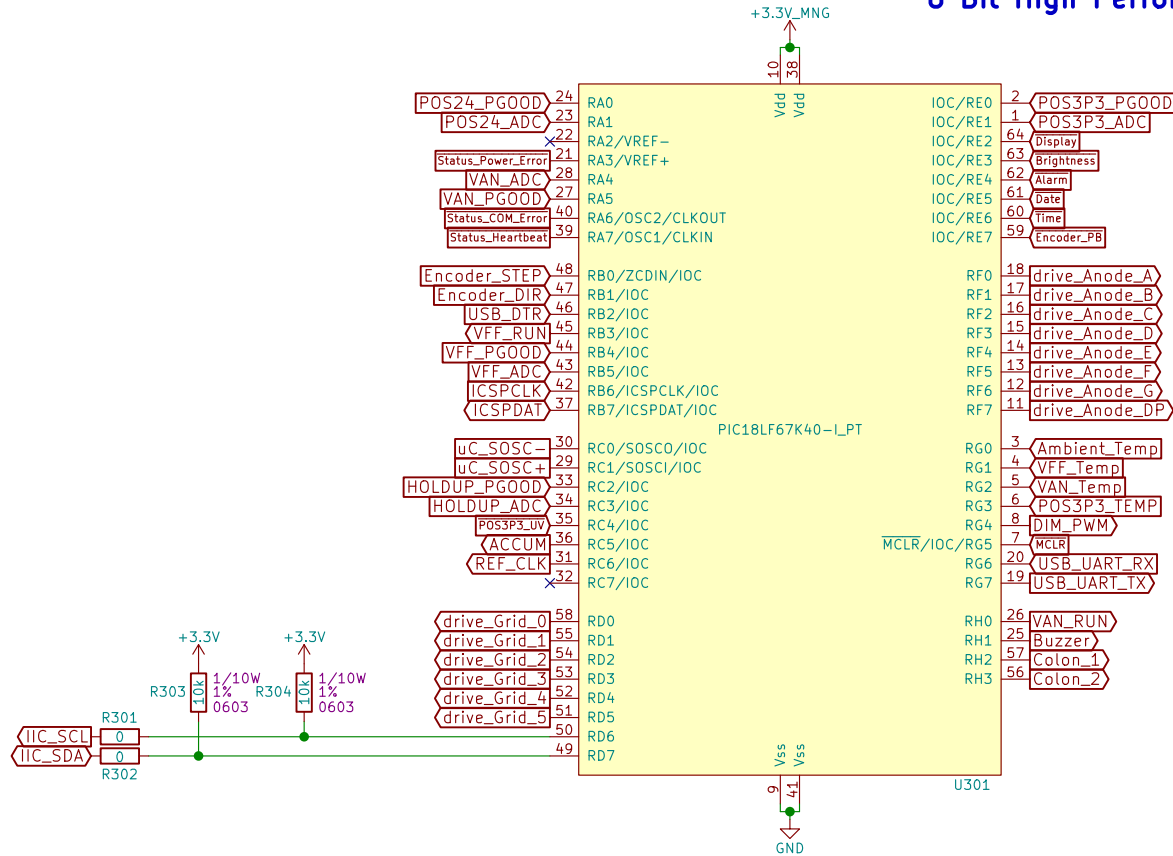 8 Bit High Perfor
+3.3V_MNG
10 38
Vdd Vdd
POS24_PGOOD 24 RA0 IOC/RE0 2 POS3P3_PGOOD
POS24_ADC 23 RA1 IOC/RE1 1 POS3P3_ADC
22 RA2/VREF- IOC/RE2 64 Display
Status_Power_Error 21 RA3/VREF+ IOC/RE3 63 Brightness
VAN_ADC 28 RA4 IOC/RE4 62 Alarm
VAN_PGOOD 27 RA5 IOC/RE5 61 Date
Status_COM_Error 40 RA6/OSC2/CLKOUT IOC/RE6 60 Time
Status_Heartbeat 39 RA7/OSC1/CLKIN IOC/RE7 59 Encoder_PB
Encoder_STEP 48 RB0/ZCDIN/IOC RF0 18 drive_Anode_A
Encoder_DIR 47 RB1/IOC RF1 17 drive_Anode_B
USB_DTR 46 RB2/IOC RF2 16 drive_Anode_C
VFF_RUN 45 RB3/IOC RF3 15 drive_Anode_D
VFF_PGOOD 44 RB4/IOC RF4 14 drive_Anode_E
VFF_ADC 43 RB5/IOC RF5 13 drive_Anode_F
ICSPCLK 42 RB6/ICSPCLK/IOC RF6 12 drive_Anode_G
ICSPDAT 37 RB7/ICSPDAT/IOC RF7 11 drive_Anode_DP
PIC18LF67K40-I_PT
uC_SOSC- 30 RC0/SOSCO/IOC RG0 3 Ambient_Temp
uC_SOSC+ 29 RC1/SOSCI/IOC RG1 4 VFF_Temp
HOLDUP_PGOOD 33 RC2/IOC RG2 5 VAN_Temp
HOLDUP_ADC 34 RC3/IOC RG3 6 POS3P3_TEMP
POS3P3_UV 35 RC4/IOC RG4 8 DIM_PWM
ACCUM 36 RC5/IOC MCLR/IOC/RG5 7 MCLR
REF_CLK 31 RC6/IOC RG6 20 USB_UART_RX
32 RC7/IOC RG7 19 USB_UART_TX
drive_Grid_0 58 RD0 RH0 26 VAN_RUN
+3.3V +3.3V drive_Grid_1 55 RD1 RH1 25 Buzzer
drive_Grid_2 54 RD2 RH2 57 Colon_1
drive_Grid_3 53 RD3 RH3 56 Colon_2
R303 10k 1/10W 1% 0603
R304 10k 1/10W 1% 0603
drive_Grid_4 52 RD4
drive_Grid_5 51 RD5
R301
IIC_SCL 0 50 RD6
IIC_SDA 0 49 RD7
R302
Vss Vss
U301
9 41
GND